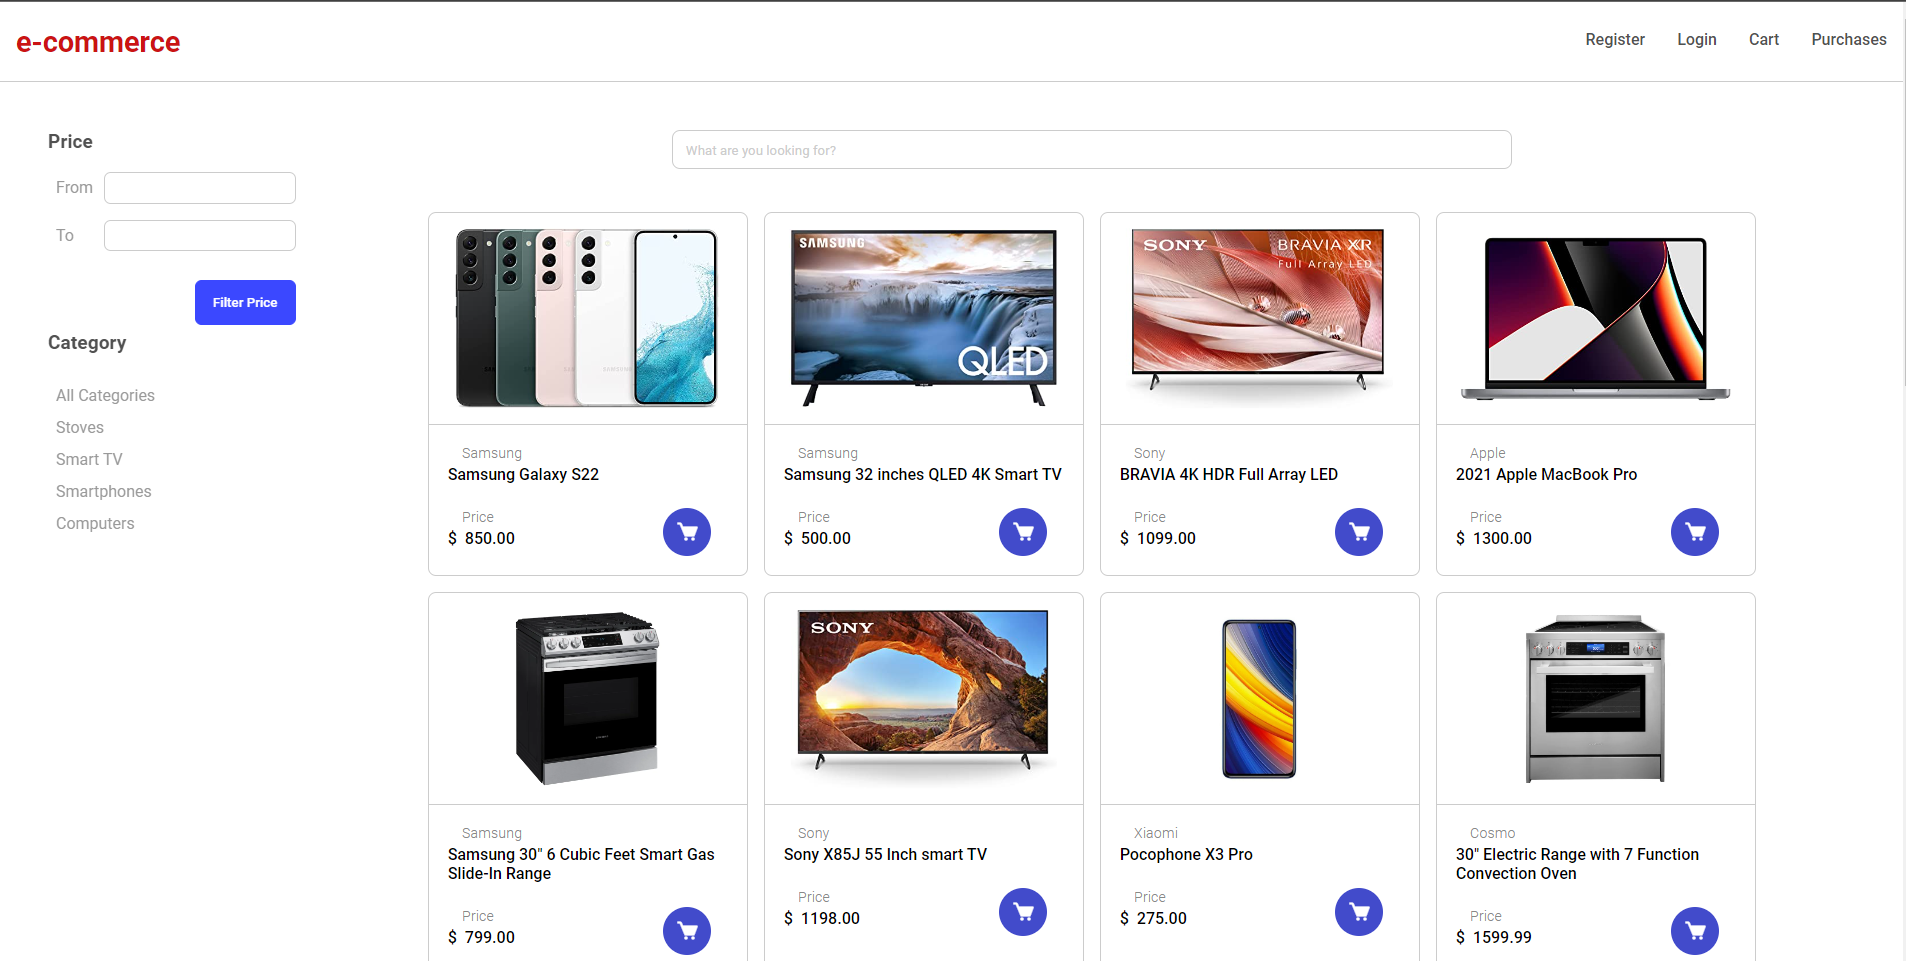 e-commerce
Register Login Cart Purchases
Price
From
To
Filter Price
Category
All Categories
Stoves
Smart TV
Smartphones
Computers
What are you looking for?
Samsung
Samsung Galaxy S22
Price
$ 850.00
SAMSUNG
QLED
Samsung
Samsung 32 inches QLED 4K Smart TV
Price
$ 500.00
SONY
BRAVIA XR
Full Array LED
Sony
BRAVIA 4K HDR Full Array LED
Price
$ 1099.00
Apple
2021 Apple MacBook Pro
Price
$ 1300.00
Samsung
Samsung 30" 6 Cubic Feet Smart Gas
Slide-In Range
Price
$ 799.00
SONY
Sony
Sony X85J 55 Inch smart TV
Price
$ 1198.00
Xiaomi
Pocophone X3 Pro
Price
$ 275.00
Cosmo
30" Electric Range with 7 Function
Convection Oven
Price
$ 1599.99